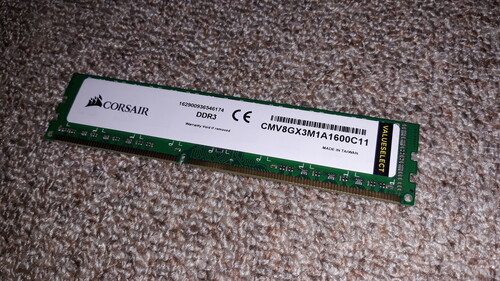 CORSAIR
162900936546174
DDR3
Warranty Void if removed
CMV8GX3M1A1600C11
MADE IN TAIWAN
VALUESELECT